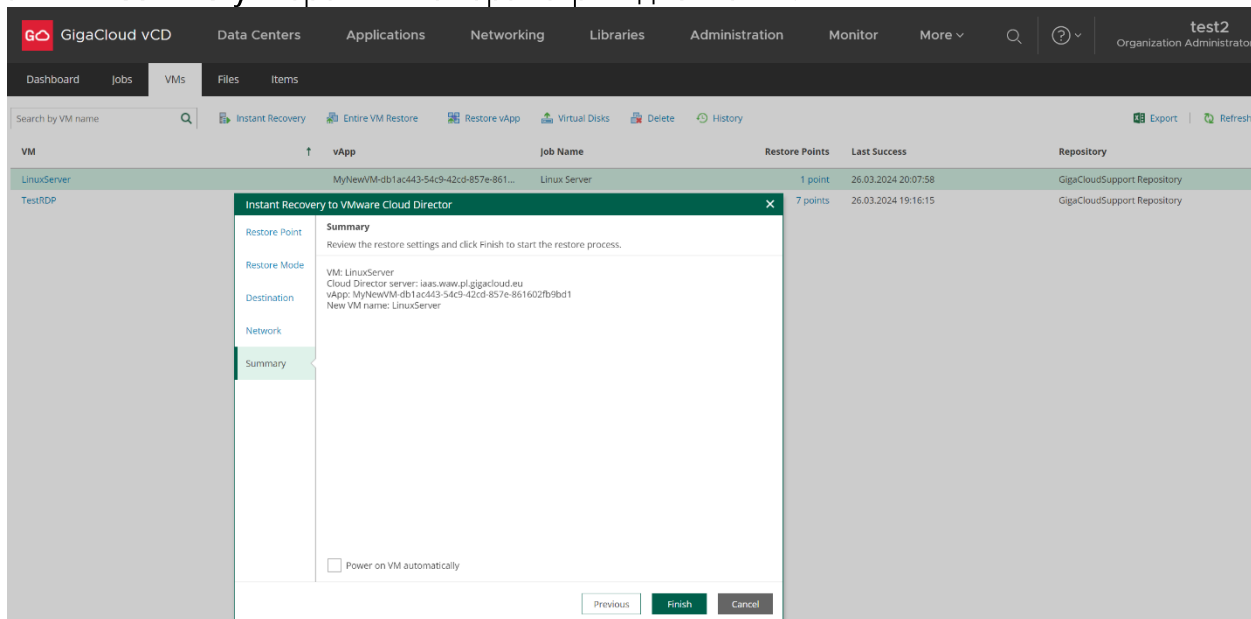 GigaCloud vCD Data Centers Applications Networking Libraries Administration Monitor More test2
Organization Administrator
Dashboard Jobs VMs Files Items
Search by VM name Instant Recovery Entire VM Restore Restore vApp Virtual Disks Delete History Export Refresh
VM vApp Job Name Restore Points Last Success Repository
LinuxServer MyNewVM-db1ac443-54c9-42cd-857e-861... Linux Server 1 point 26.03.2024 20:07:58 GigaCloudSupport Repository
TestRDP 7 points 26.03.2024 19:16:15 GigaCloudSupport Repository
Instant Recovery to VMware Cloud Director
Restore Point
Restore Mode
Destination
Network
Summary
Summary
Review the restore settings and click Finish to start the restore process.
VM: LinuxServer
Cloud Director server: iaas.waw.pl.gigacloud.eu
vApp: MyNewVM-db1ac443-54c9-42cd-857e-861602fb9bd1
New VM name: LinuxServer
Power on VM automatically
Previous Finish Cancel